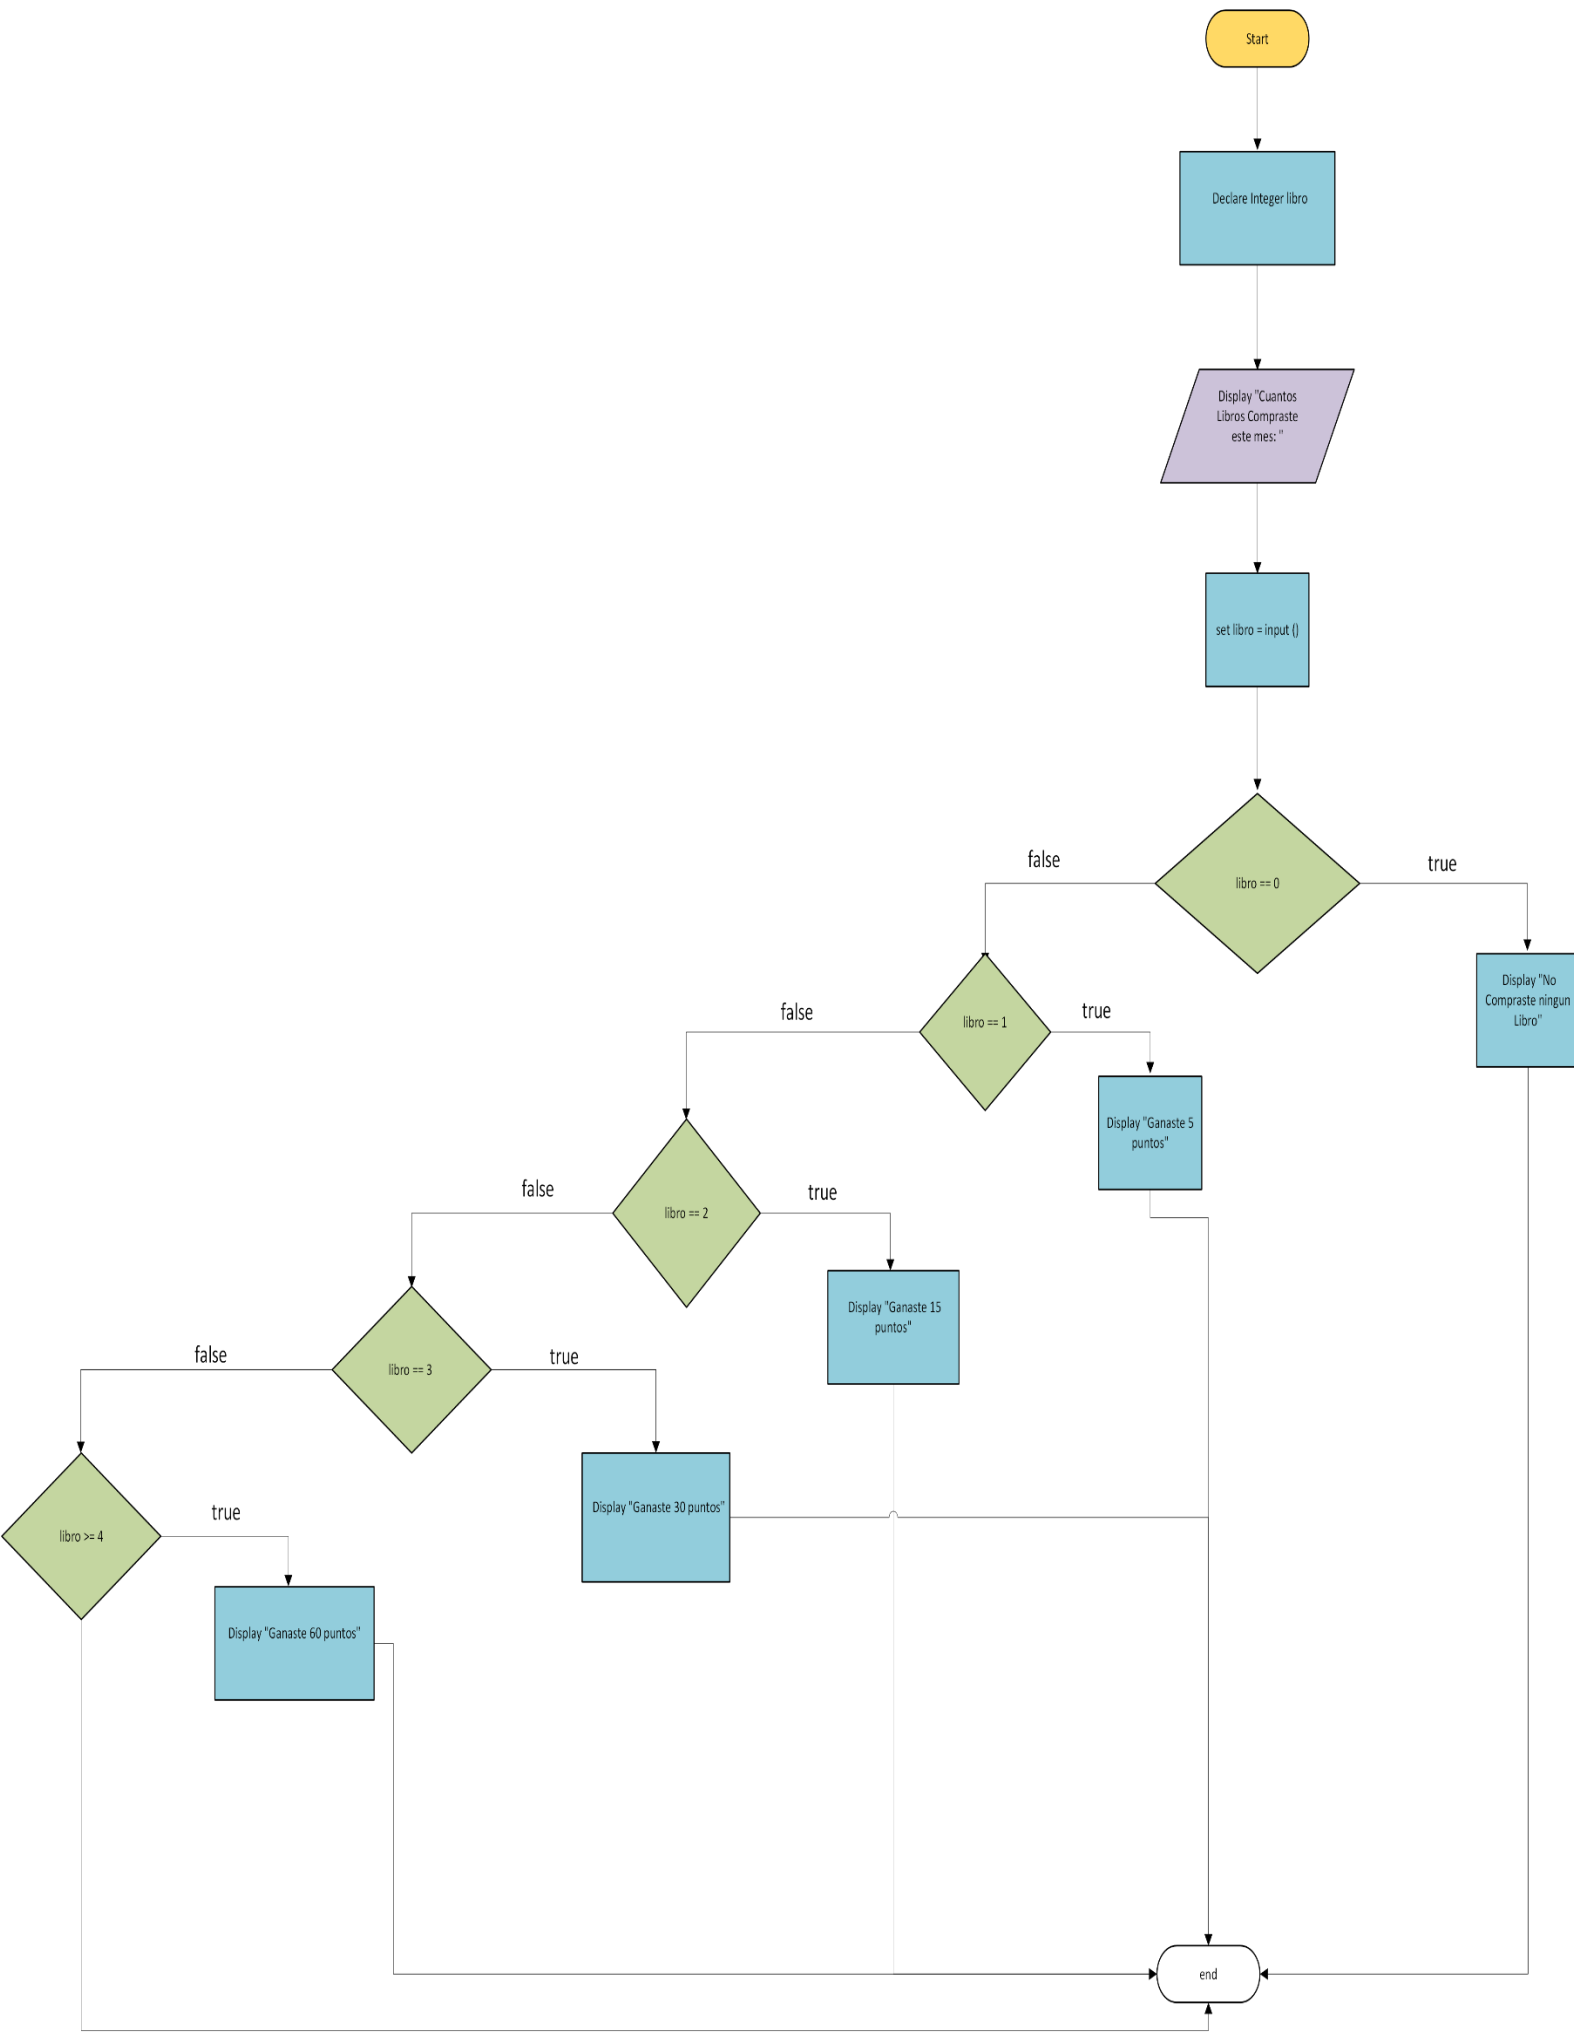 Start
Declare Integer libro
Display "Cuantos
Libros Compraste
este mes: "
set libro = input ()
libro == 0
false
true
Display "No
Compraste ningun
Libro"
libro == 1
false
true
Display "Ganaste 5
puntos"
libro == 2
false
true
Display "Ganaste 15
puntos"
libro == 3
false
true
Display "Ganaste 30 puntos"
libro >= 4
true
Display "Ganaste 60 puntos"
end